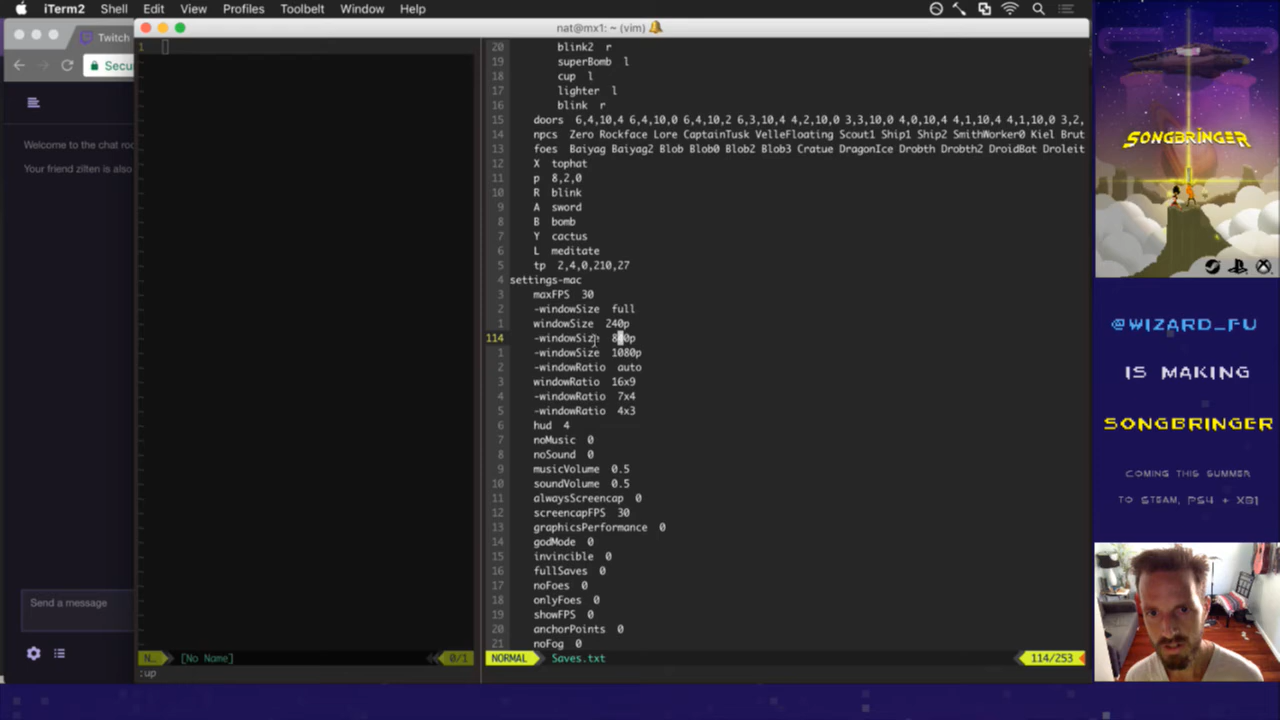 iTerm2 Shell Edit View Profiles Toolbelt Window Help
Twitch
Secu
nat@mx1: ~ (vim)
Welcome to the chat roo
Your friend zilten is also
Send a message
1
N... [No Name] 0/1
:up
20 blink2 r
19 superBomb l
18 cup l
17 lighter l
16 blink r
15 doors 6,4,10,4 6,4,10,0 6,4,10,2 6,3,10,4 4,2,10,0 3,3,10,0 4,0,10,4 4,1,10,4 4,1,10,0 3,2,
14 npcs Zero Rockface Lore CaptainTusk VelleFloating Scout1 Ship1 Ship2 SmithWorker0 Kiel Brut
13 foes Baiyag Baiyag2 Blob Blob0 Blob2 Blob3 Cratue DragonIce Drobth Drobth2 DroidBat Droleit
12 X tophat
11 p 8,2,0
10 R blink
9 A sword
8 B bomb
7 Y cactus
6 L meditate
5 tp 2,4,0,210,27
4 settings-mac
3 maxFPS 30
2 -windowSize full
1 windowSize 240p
114 -windowSize
1 -windowSize 1080p
2 -windowRatio auto
3 windowRatio 16x9
4 -windowRatio 7x4
5 -windowRatio 4x3
6 hud 4
7 noMusic 0
8 noSound 0
9 musicVolume 0.5
10 soundVolume 0.5
11 alwaysScreencap 0
12 screencapFPS 30
13 graphicsPerformance 0
14 godMode 0
15 invincible 0
16 fullSaves 0
17 noFoes 0
18 onlyFoes 0
19 showFPS 0
20 anchorPoints 0
21 noFog 0
NORMAL Saves.txt 114/253
SONGBRINGER
@WIZARD_FU
IS MAKING
SONGBRINGER
COMING THIS SUMMER
TO STEAM, PS4 + XB1